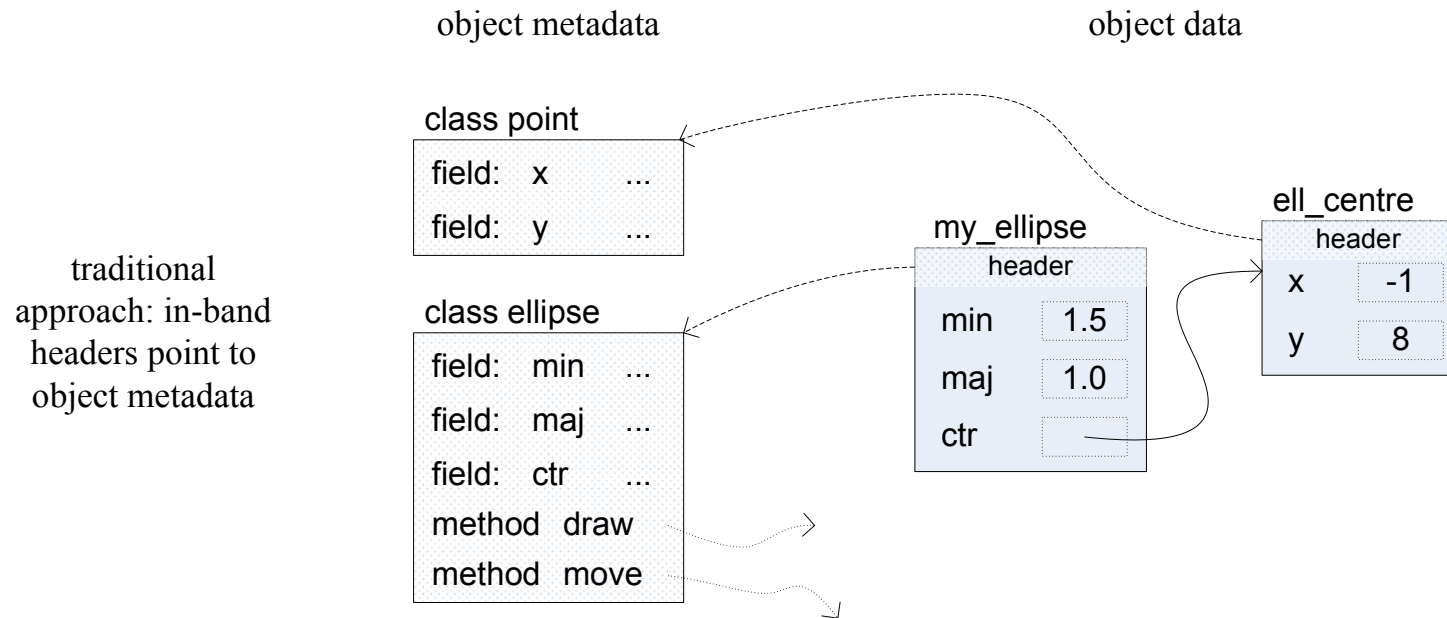 object metadata
object data
traditional
approach: in-band
headers point to
object metadata
class point
field: x ...
field: y ...
class ellipse
field: min ...
field: maj ...
field: ctr ...
method draw
method move
my_ellipse
header
min 1.5
maj 1.0
ctr
ell_centre
header
x -1
y 8